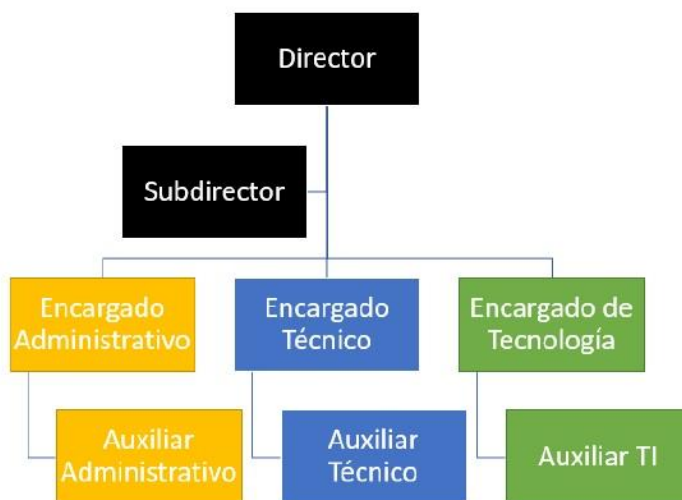 Director
Subdirector
Encargado
Administrativo
Encargado
Técnico
Encargado de
Tecnología
Auxiliar
Administrativo
Auxiliar
Técnico
Auxiliar TI